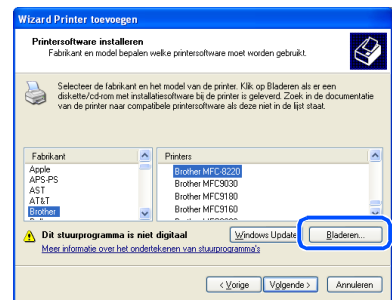 Wizard Printer toevoegen
Printersoftware installeren
Fabrikant en model bepalen welke printersoftware moet worden gebruikt.
Selecteer de fabrikant en het model van de printer. Klik op Bladeren als er een
diskette/cd-rom met installatiesoftware bij de printer is geleverd. Zoek in de documentatie
van de printer naar compatibele printersoftware als deze niet in de lijst staat.
Fabrikant
Apple
APS-PS
AST
AT&T
Brother
Printers
Brother MFC-8220
Brother MFC9030
Brother MFC9180
Brother MFC9160
Dit stuurprogramma is niet digitaal
Meer informatie over het ondertekenen van stuurprogramma's
Windows Update
Bladeren...
< Vorige
Volgende >
Annuleren